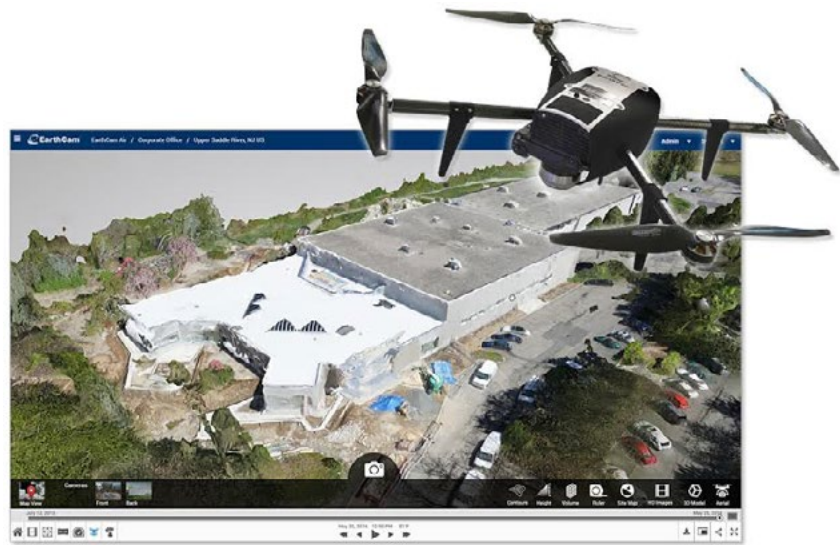 EarthCam EarthCam Air / Corporate Office / Upper Saddle River, NJ US Admin
Cameras
Map View Front Back
Contours Height Volume Ruler Site Map HD Images 3D Model Aerial